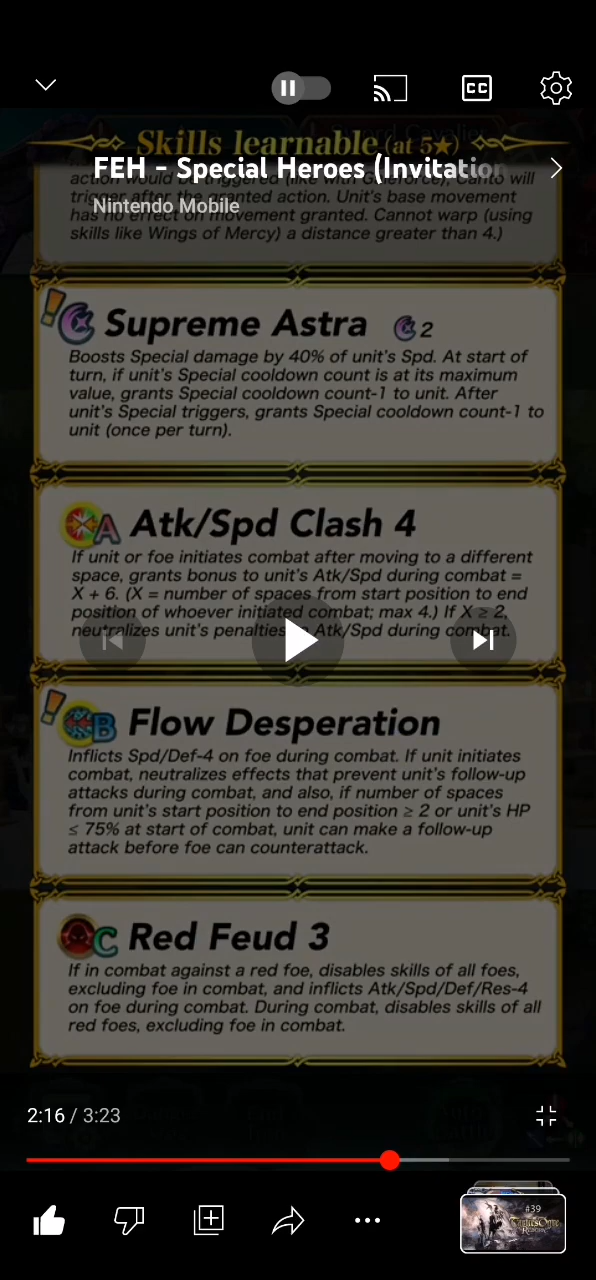 Skills learnable (at 5★)
FEH - Special Heroes (Invitation
action would be triggered (like with Galeforce), Canto will
trigger after the granted action. Unit's base movement
Nintendo Mobile
has no effect on movement granted. Cannot warp (using
skills like Wings of Mercy) a distance greater than 4.)
Supreme Astra 2
Boosts Special damage by 40% of unit's Spd. At start of
turn, if unit's Special cooldown count is at its maximum
value, grants Special cooldown count-1 to unit. After
unit's Special triggers, grants Special cooldown count-1 to
unit (once per turn).
A Atk/Spd Clash 4
If unit or foe initiates combat after moving to a different
space, grants bonus to unit's Atk/Spd during combat =
X + 6. (X = number of spaces from start position to end
position of whoever initiated combat; max 4.) If X ≥ 2,
neutralizes unit's penalties to Atk/Spd during combat.
B Flow Desperation
Inflicts Spd/Def-4 on foe during combat. If unit initiates
combat, neutralizes effects that prevent unit's follow-up
attacks during combat, and also, if number of spaces
from unit's start position to end position ≥ 2 or unit's HP
≤ 75% at start of combat, unit can make a follow-up
attack before foe can counterattack.
C Red Feud 3
If in combat against a red foe, disables skills of all foes,
excluding foe in combat, and inflicts Atk/Spd/Def/Res-4
on foe during combat. During combat, disables skills of all
red foes, excluding foe in combat.
2:16 / 3:23
#39